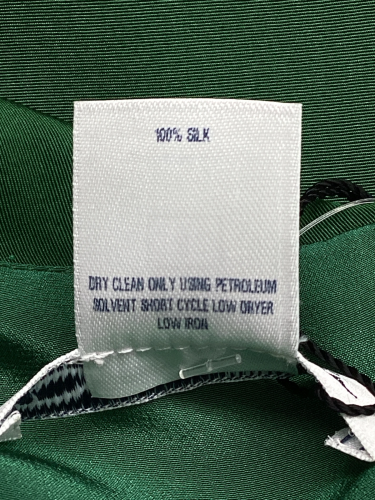 100% SILK
DRY CLEAN ONLY USING PETROLEUM
SOLVENT SHORT CYCLE LOW DRYER
LOW IRON